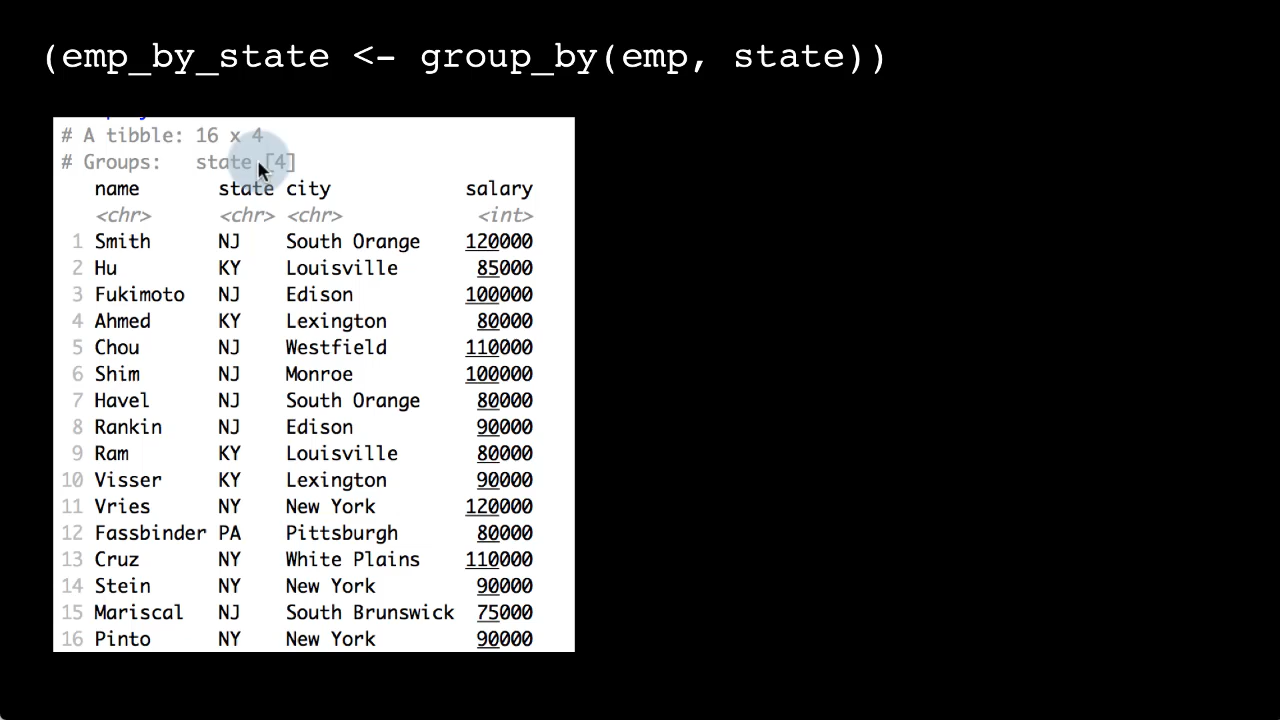 (emp_by_state <- group_by(emp, state))
# A tibble: 16 x 4
# Groups:   state [4]
   name       state city            salary
   <chr>      <chr> <chr>            <int>
 1 Smith      NJ    South Orange    120000
 2 Hu         KY    Louisville       85000
 3 Fukimoto   NJ    Edison          100000
 4 Ahmed      KY    Lexington        80000
 5 Chou       NJ    Westfield       110000
 6 Shim       NJ    Monroe          100000
 7 Havel      NJ    South Orange     80000
 8 Rankin     NJ    Edison           90000
 9 Ram        KY    Louisville       80000
10 Visser     KY    Lexington        90000
11 Vries      NY    New York        120000
12 Fassbinder PA    Pittsburgh       80000
13 Cruz       NY    White Plains    110000
14 Stein      NY    New York         90000
15 Mariscal   NJ    South Brunswick  75000
16 Pinto      NY    New York         90000